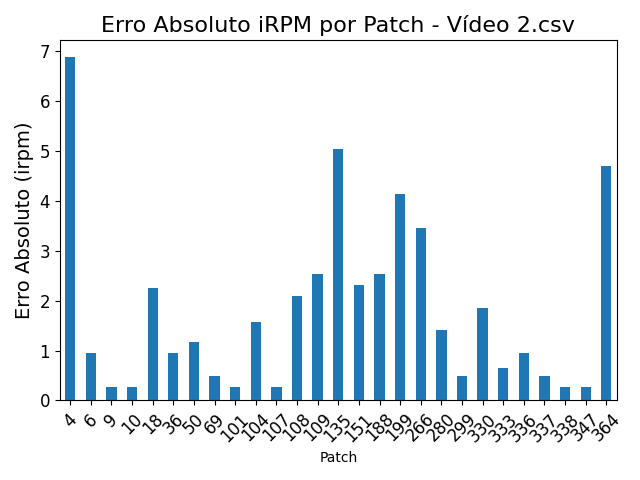 Erro Absoluto iRPM por Patch - Vídeo 2.csv
Erro Absoluto (irpm)
7
6
5
4
3
2
1
0
4 6 9 10 18 36 50 69 101 104 107 108 109 135 151 188 199 266 280 299 330 333 336 337 338 347 364
Patch